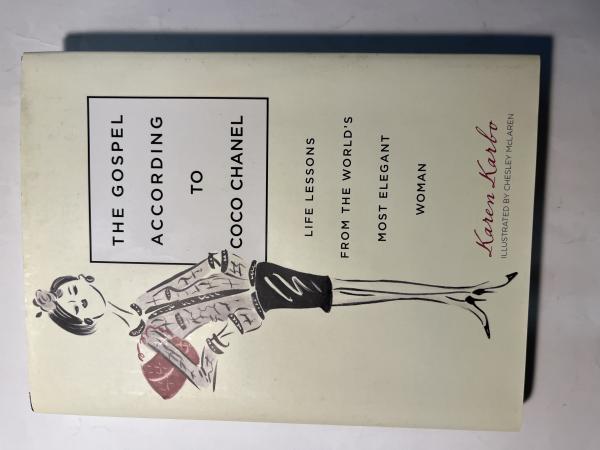 THE GOSPEL
ACCORDING
TO
COCO CHANEL
LIFE LESSONS
FROM THE WORLD'S
MOST ELEGANT
WOMAN
Karen Karbo
ILLUSTRATED BY CHESLEY McLAREN